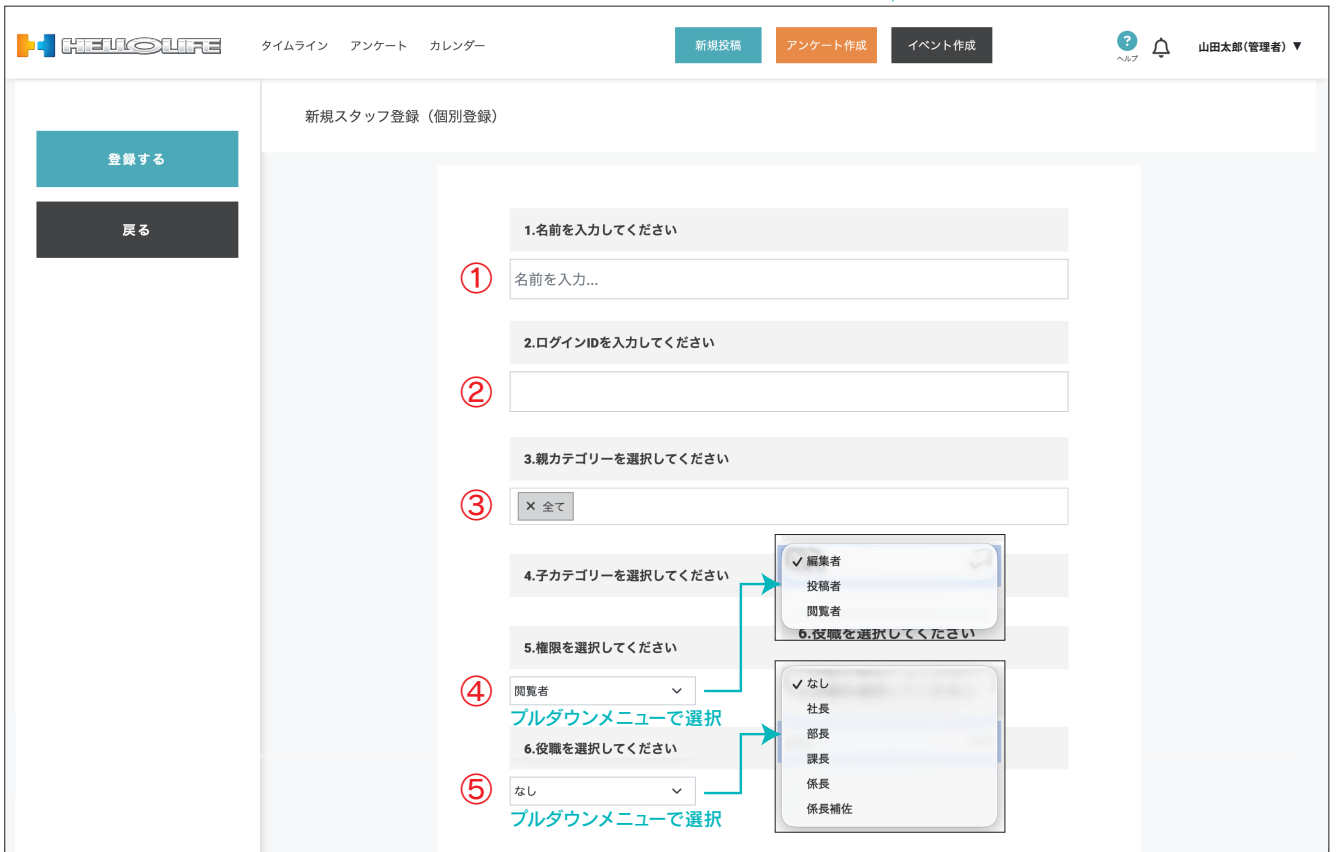 HELLOLIFE
タイムライン アンケート カレンダー
新規投稿 アンケート作成 イベント作成
?
ヘルプ
山田太郎(管理者) ▼
新規スタッフ登録（個別登録）
登録する
戻る
1.名前を入力してください
① 名前を入力...
2.ログインIDを入力してください
②
3.親カテゴリーを選択してください
③ × 全て
4.子カテゴリーを選択してください
✓ 編集者
投稿者
閲覧者
6.役職を選択してください
5.権限を選択してください
④ 閲覧者
プルダウンメニューで選択
6.役職を選択してください
⑤ なし
プルダウンメニューで選択
✓ なし
社長
部長
課長
係長
係長補佐